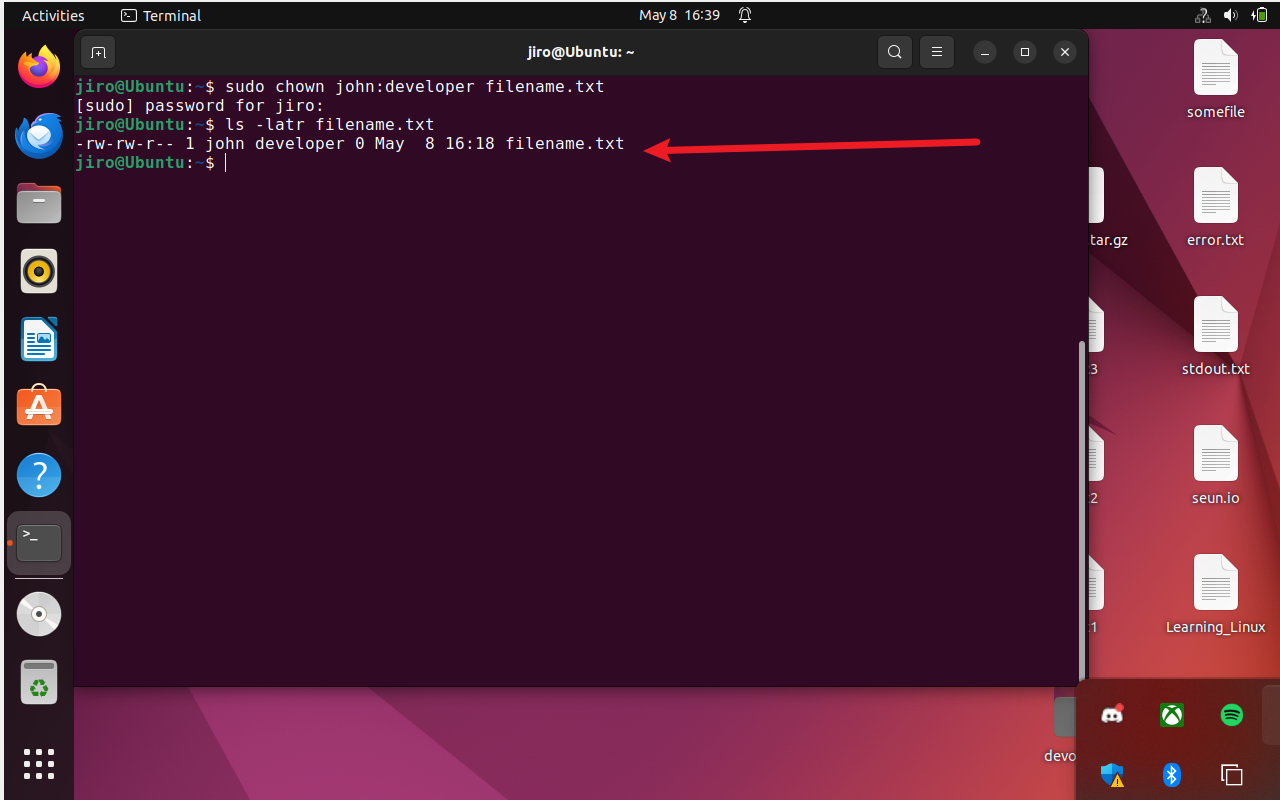 Activities
Terminal
May 8 16:39
jiro@Ubuntu: ~
jiro@Ubuntu:~$ sudo chown john:developer filename.txt
[sudo] password for jiro:
jiro@Ubuntu:~$ ls -latr filename.txt
-rw-rw-r-- 1 john developer 0 May  8 16:18 filename.txt
jiro@Ubuntu:~$
somefile
tar.gz
error.txt
3
stdout.txt
2
seun.io
1
Learning_Linux
devo